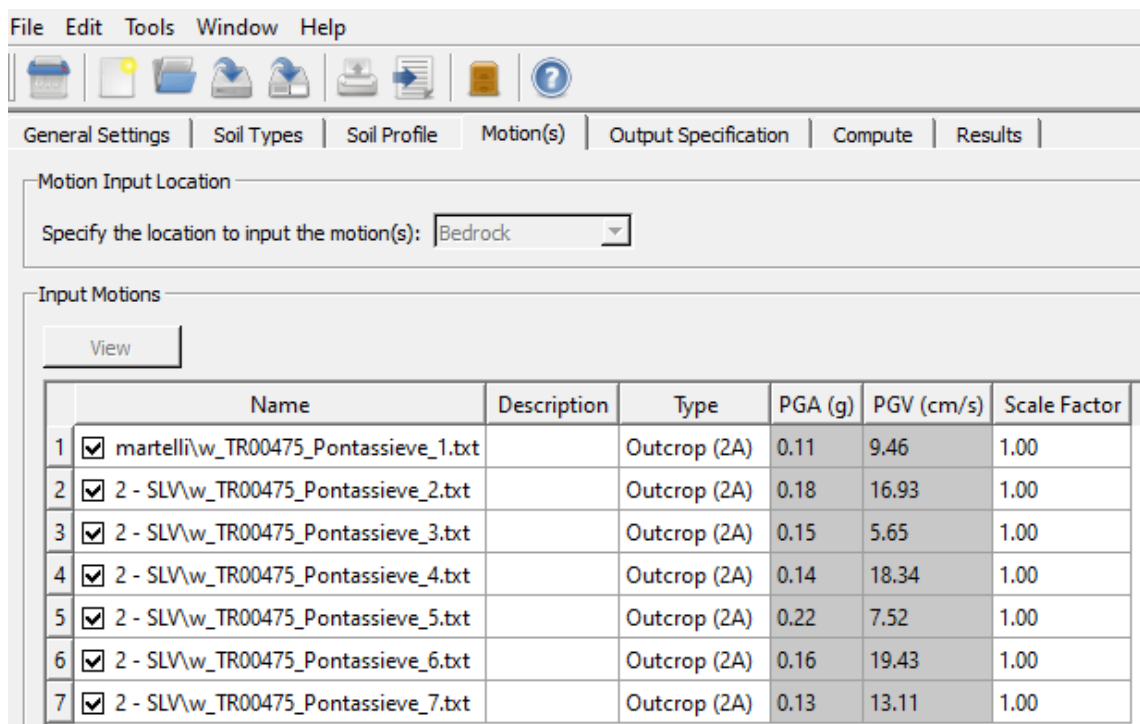 File Edit Tools Window Help
General Settings Soil Types Soil Profile Motion(s) Output Specification Compute Results
Motion Input Location
Specify the location to input the motion(s): Bedrock
Input Motions
View
Name Description Type PGA (g) PGV (cm/s) Scale Factor
1 martelli\w_TR00475_Pontassieve_1.txt Outcrop (2A) 0.11 9.46 1.00
2 2 - SLV\w_TR00475_Pontassieve_2.txt Outcrop (2A) 0.18 16.93 1.00
3 2 - SLV\w_TR00475_Pontassieve_3.txt Outcrop (2A) 0.15 5.65 1.00
4 2 - SLV\w_TR00475_Pontassieve_4.txt Outcrop (2A) 0.14 18.34 1.00
5 2 - SLV\w_TR00475_Pontassieve_5.txt Outcrop (2A) 0.22 7.52 1.00
6 2 - SLV\w_TR00475_Pontassieve_6.txt Outcrop (2A) 0.16 19.43 1.00
7 2 - SLV\w_TR00475_Pontassieve_7.txt Outcrop (2A) 0.13 13.11 1.00